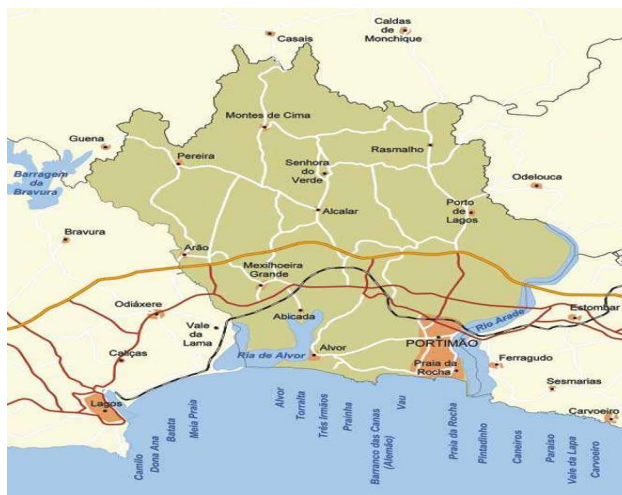 Caldas
de
Monchique
Casais
Montes de Cima
Guena
Pereira
Rasmalho
Senhora
do
Verde
Barragem
da
Bravura
Odelouca
Alcalar
Porto
de
Lagos
Bravura
Arão
Mexilhoeira
Grande
Odiáxere
Abicada
Estombar
Rio Arade
Vale
da
Lama
PORTIMÃO
Ria de Alvor
Alvor
Caliças
Praia da
Rocha
Ferragudo
Sesmarias
Lagos
Carvoeiro
Camilo
Dona Ana
Batata
Meia Praia
Alvor
Torralta
Três Irmãos
Prainha
Barranco das Canas
(Alemão)
Vau
Praia da Rocha
Pintadinho
Caneiros
Paraíso
Vale da Lapa
Carvoeiro